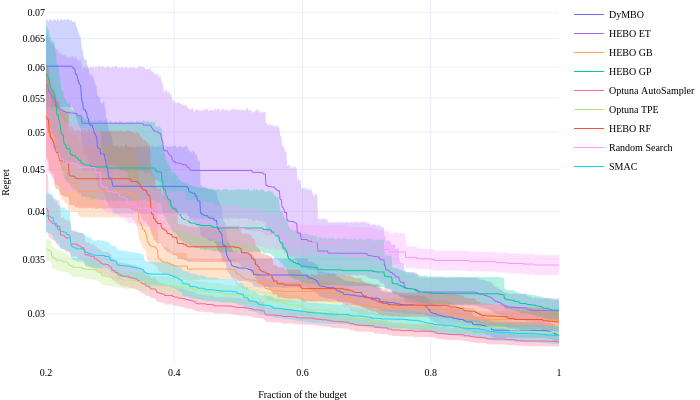 0.07
0.065
0.06
0.055
0.05
0.045
0.04
0.035
0.03
Regret
0.2
0.4
0.6
0.8
1
Fraction of the budget
DyMBO
HEBO ET
HEBO GB
HEBO GP
Optuna AutoSampler
Optuna TPE
HEBO RF
Random Search
SMAC